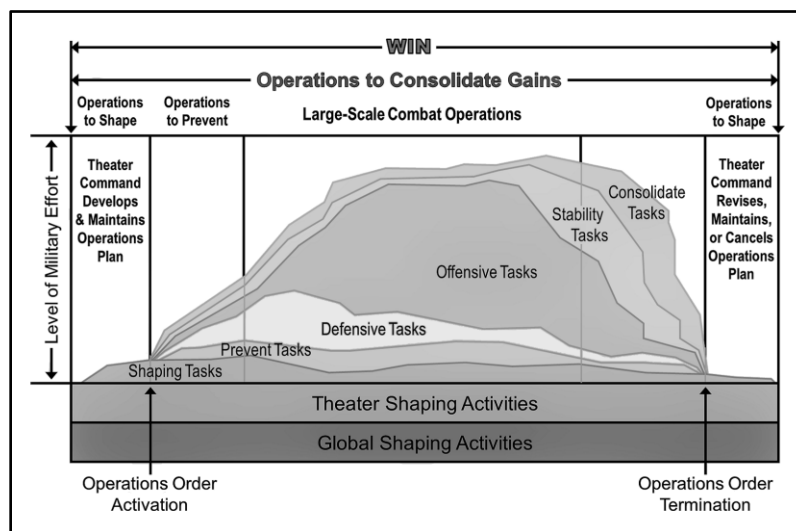 WIN
Operations to Consolidate Gains
Operations
to Shape
Operations
to Prevent
Large-Scale Combat Operations
Operations
to Shape
Level of Military Effort
Theater
Command
Develops
& Maintains
Operations
Plan
Consolidate
Tasks
Stability
Tasks
Offensive Tasks
Defensive Tasks
Prevent Tasks
Shaping Tasks
Theater
Command
Revises,
Maintains,
or Cancels
Operations
Plan
Theater Shaping Activities
Global Shaping Activities
Operations Order
Activation
Operations Order
Termination